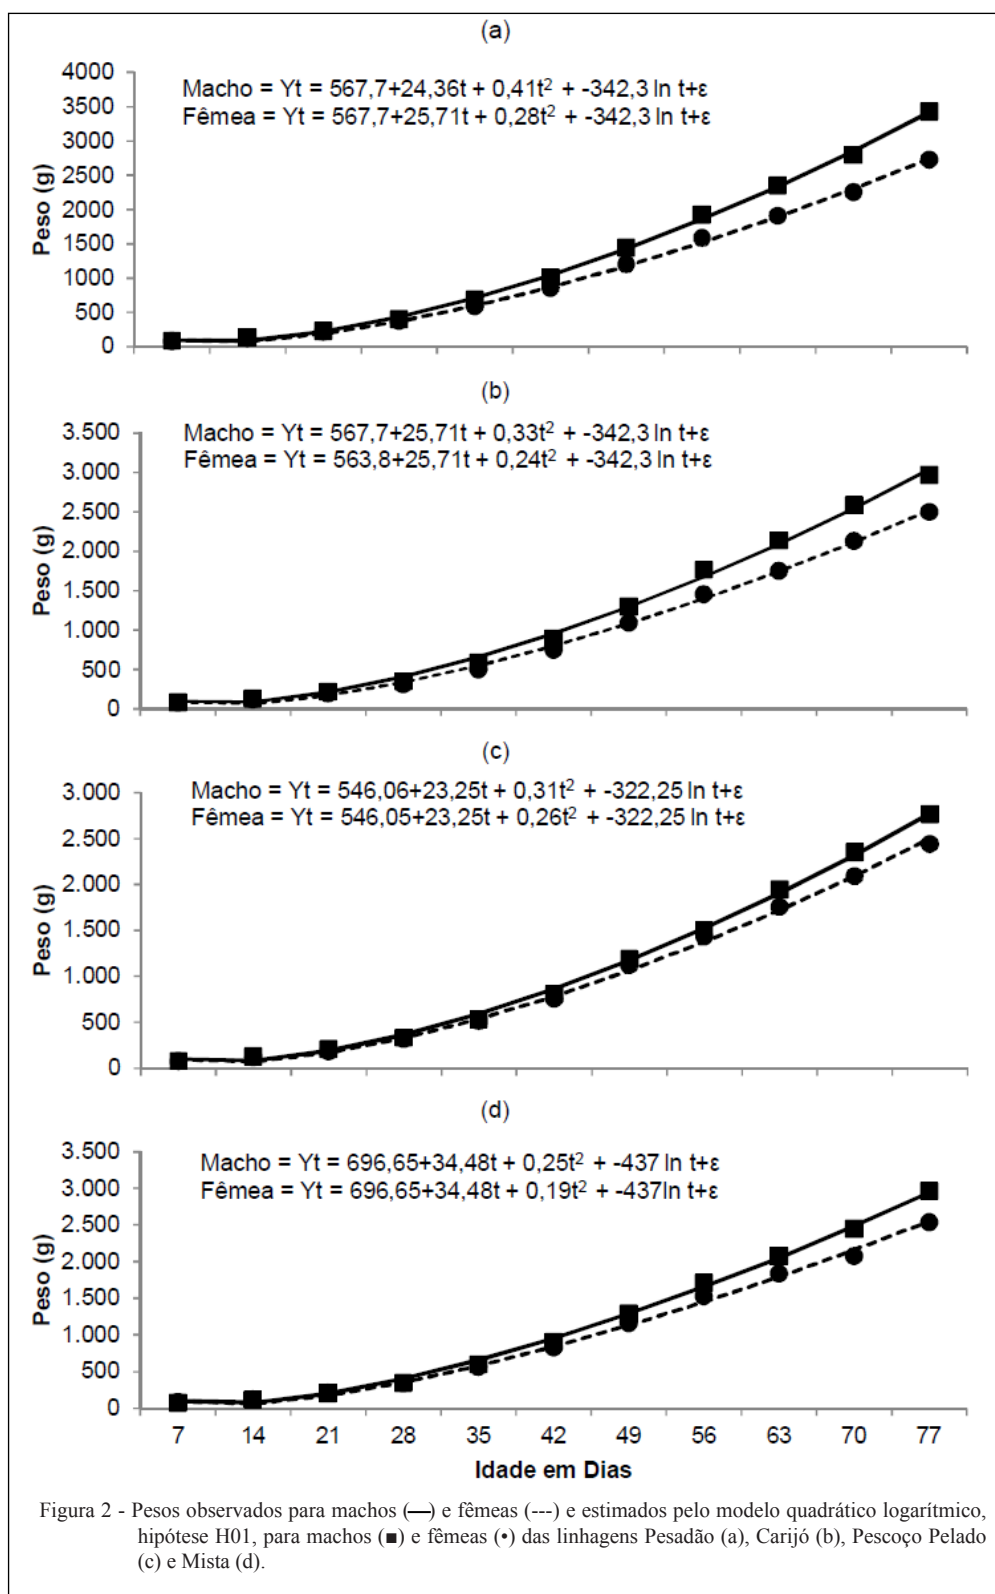 (a)
Macho = Yt = 567,7+24,36t + 0,41t² + -342,3 ln t+ε
Fêmea = Yt = 567,7+25,71t + 0,28t² + -342,3 ln t+ε
4000
3500
3000
2500
2000
1500
1000
500
0
Peso (g)
(b)
Macho = Yt = 567,7+25,71t + 0,33t² + -342,3 ln t+ε
Fêmea = Yt = 563,8+25,71t + 0,24t² + -342,3 ln t+ε
3.500
3.000
2.500
2.000
1.500
1.000
500
0
Peso (g)
(c)
Macho = Yt = 546,06+23,25t + 0,31t² + -322,25 ln t+ε
Fêmea = Yt = 546,05+23,25t + 0,26t² + -322,25 ln t+ε
3.000
2.500
2.000
1.500
1.000
500
0
Peso (g)
(d)
Macho = Yt = 696,65+34,48t + 0,25t² + -437 ln t+ε
Fêmea = Yt = 696,65+34,48t + 0,19t² + -437ln t+ε
3.500
3.000
2.500
2.000
1.500
1.000
500
0
Peso (g)
7 14 21 28 35 42 49 56 63 70 77
Idade em Dias
Figura 2 - Pesos observados para machos (—) e fêmeas (---) e estimados pelo modelo quadrático logarítmico,
hipótese H01, para machos (■) e fêmeas (•) das linhagens Pesadão (a), Carijó (b), Pescoço Pelado
(c) e Mista (d).